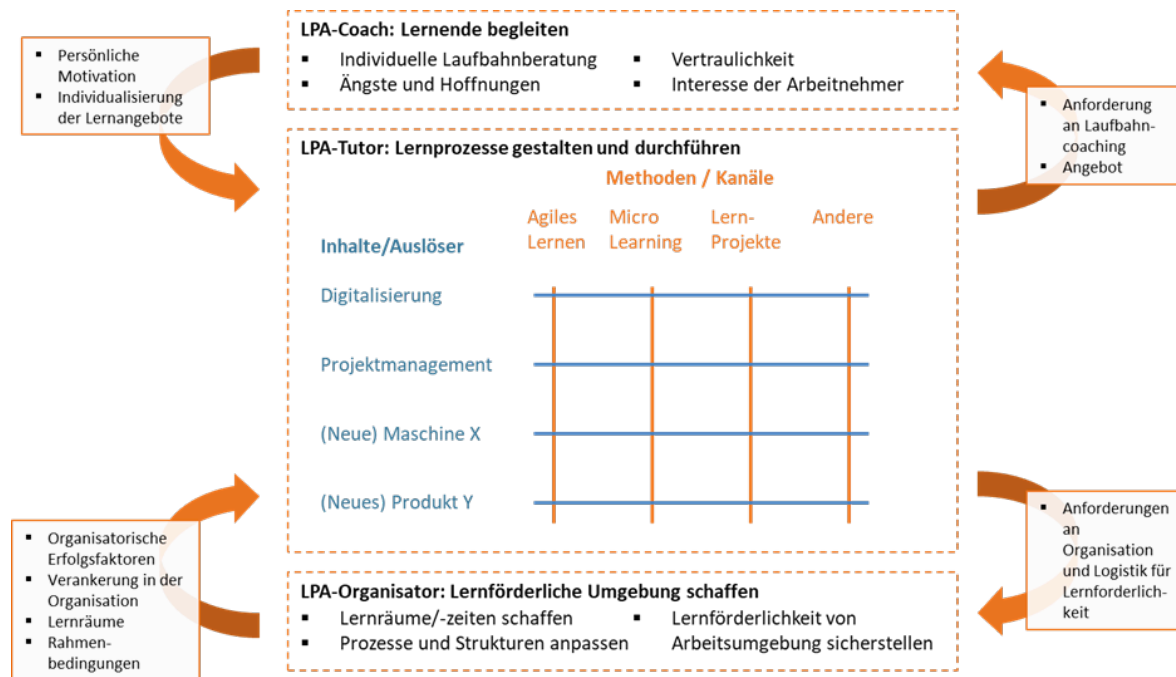 LPA-Coach: Lernende begleiten
▪ Individuelle Laufbahnberatung
▪ Ängste und Hoffnungen
▪ Vertraulichkeit
▪ Interesse der Arbeitnehmer
▪ Persönliche
Motivation
▪ Individualisierung
der Lernangebote
▪ Anforderung
an Laufbahn-
coaching
▪ Angebot
LPA-Tutor: Lernprozesse gestalten und durchführen
Methoden / Kanäle
Agiles
Lernen
Micro
Learning
Lern-
Projekte
Andere
Inhalte/Auslöser
Digitalisierung
Projektmanagement
(Neue) Maschine X
(Neues) Produkt Y
▪ Organisatorische
Erfolgsfaktoren
▪ Verankerung in der
Organisation
▪ Lernräume
▪ Rahmen-
bedingungen
▪ Anforderungen
an
Organisation
und Logistik für
Lernforderlich-
keit
LPA-Organisator: Lernförderliche Umgebung schaffen
▪ Lernräume/-zeiten schaffen
▪ Prozesse und Strukturen anpassen
▪ Lernförderlichkeit von
Arbeitsumgebung sicherstellen